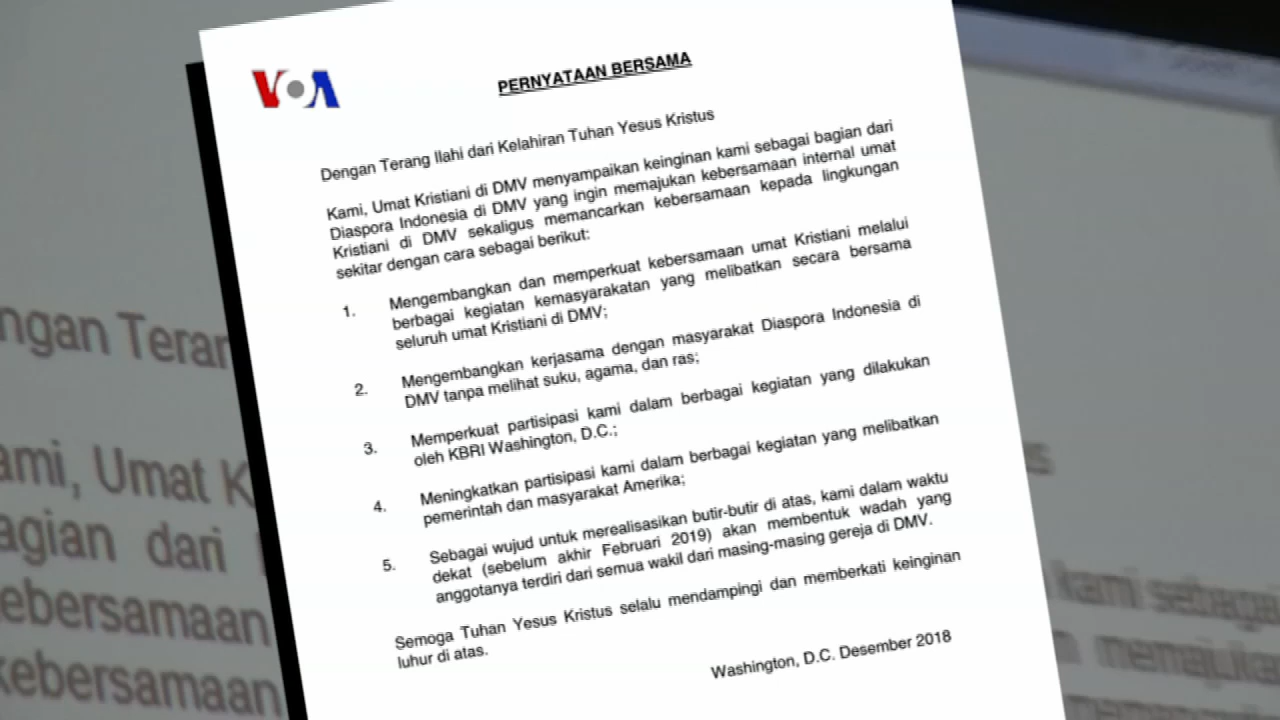 VOA
PERNYATAAN BERSAMA
Dengan Terang Ilahi dari Kelahiran Tuhan Yesus Kristus
Kami, Umat Kristiani di DMV menyampaikan keinginan kami sebagai bagian dari
Diaspora Indonesia di DMV yang ingin memajukan kebersamaan internal umat
Kristiani di DMV sekaligus memancarkan kebersamaan kepada lingkungan
sekitar dengan cara sebagai berikut:
1. Mengembangkan dan memperkuat kebersamaan umat Kristiani melalui
berbagai kegiatan kemasyarakatan yang melibatkan secara bersama
seluruh umat Kristiani di DMV;
2. Mengembangkan kerjasama dengan masyarakat Diaspora Indonesia di
DMV tanpa melihat suku, agama, dan ras;
3. Memperkuat partisipasi kami dalam berbagai kegiatan yang dilakukan
oleh KBRI Washington, D.C.;
4. Meningkatkan partisipasi kami dalam berbagai kegiatan yang melibatkan
pemerintah dan masyarakat Amerika;
5. Sebagai wujud untuk merealisasikan butir-butir di atas, kami dalam waktu
dekat (sebelum akhir Februari 2019) akan membentuk wadah yang
anggotanya terdiri dari semua wakil dari masing-masing gereja di DMV.
Semoga Tuhan Yesus Kristus selalu mendampingi dan memberkati keinginan
luhur di atas.
Washington, D.C. Desember 2018
ngan Terar
ami, Umat K
agian dari
ebersamaan
kebersamaan
kami sebagai